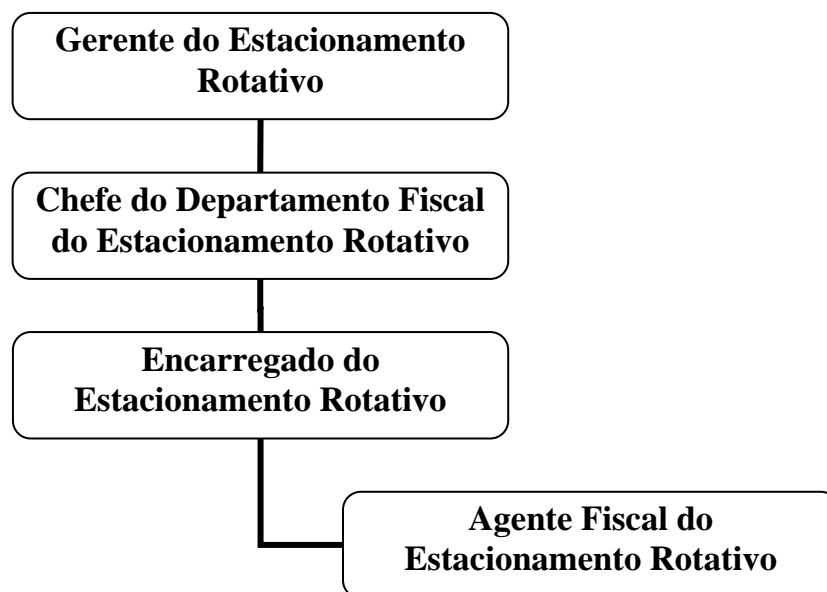 Gerente do Estacionamento
Rotativo
Chefe do Departamento Fiscal
do Estacionamento Rotativo
Encarregado do
Estacionamento Rotativo
Agente Fiscal do
Estacionamento Rotativo